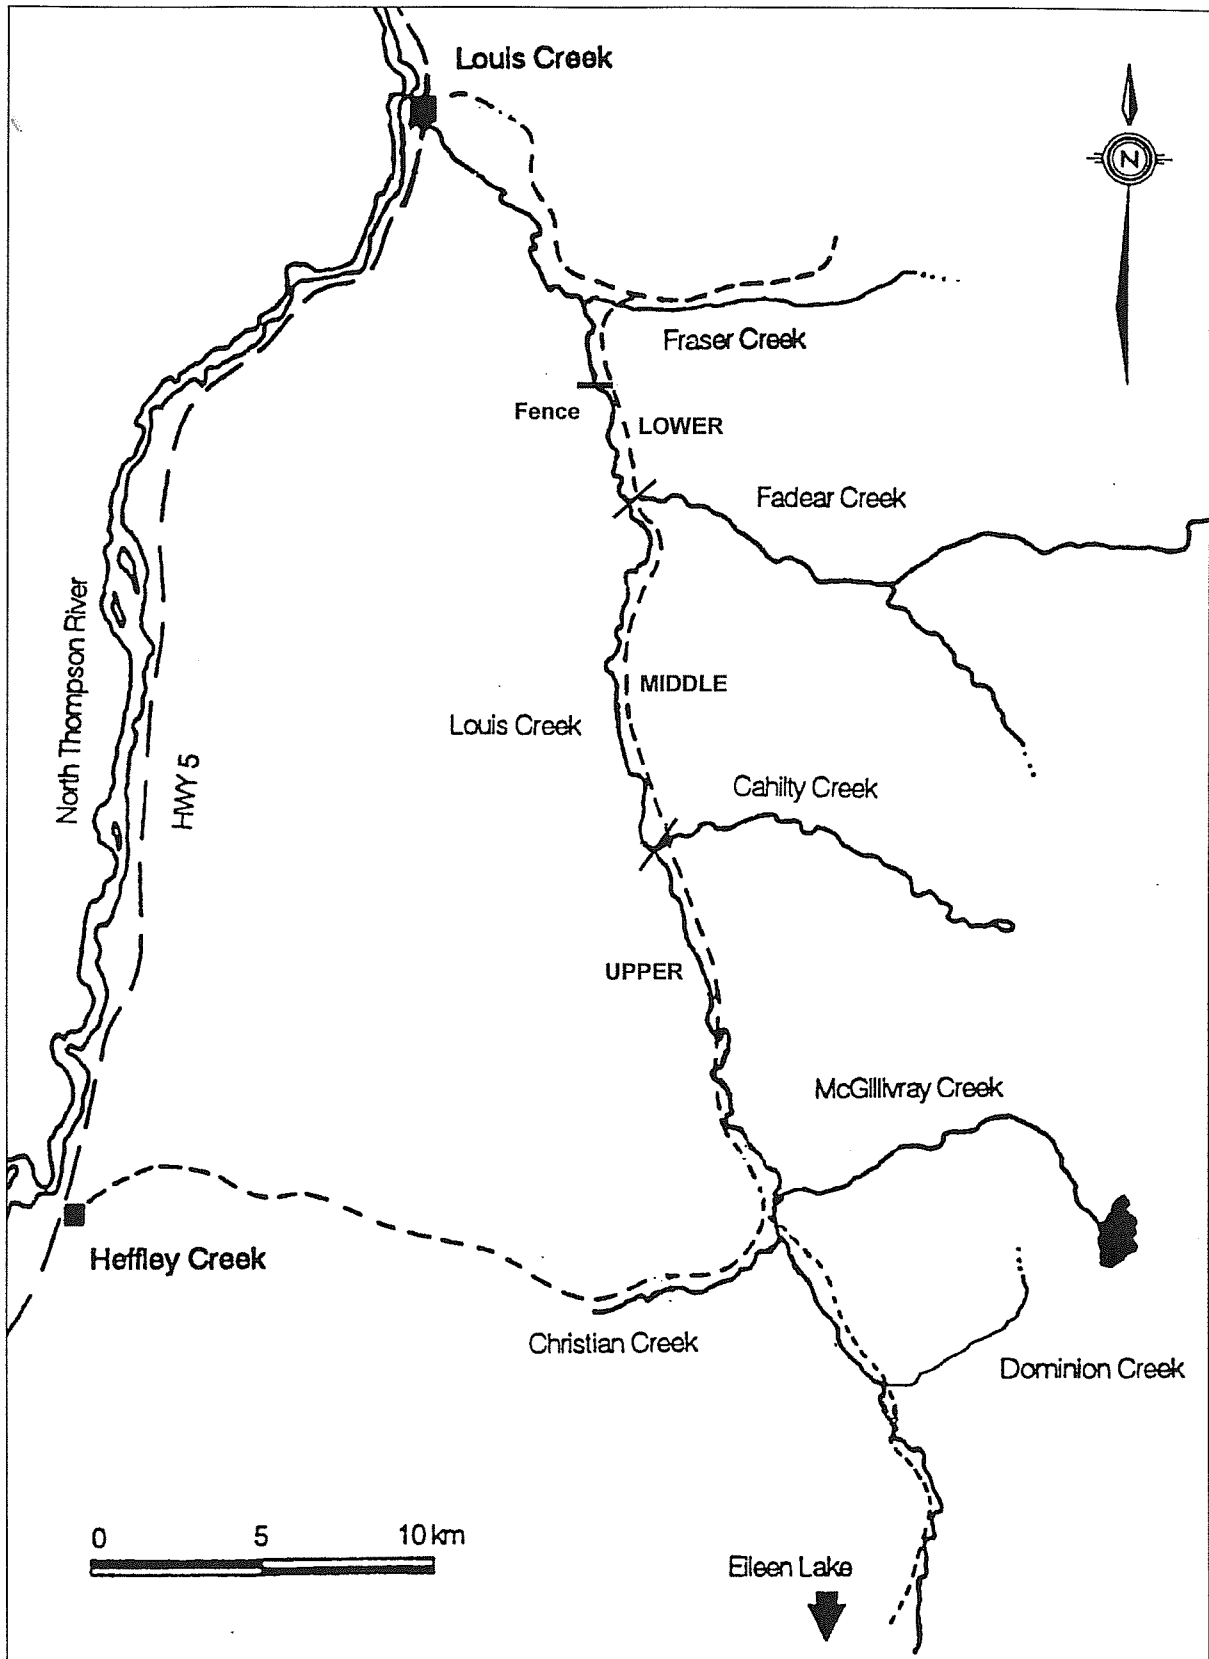 Louis Creek
N
Fraser Creek
Fence
LOWER
Fadear Creek
North Thompson River
HWY 5
MIDDLE
Louis Creek
Cahilty Creek
UPPER
McGillivray Creek
Heffley Creek
Christian Creek
Dominion Creek
0 5 10 km
Eileen Lake